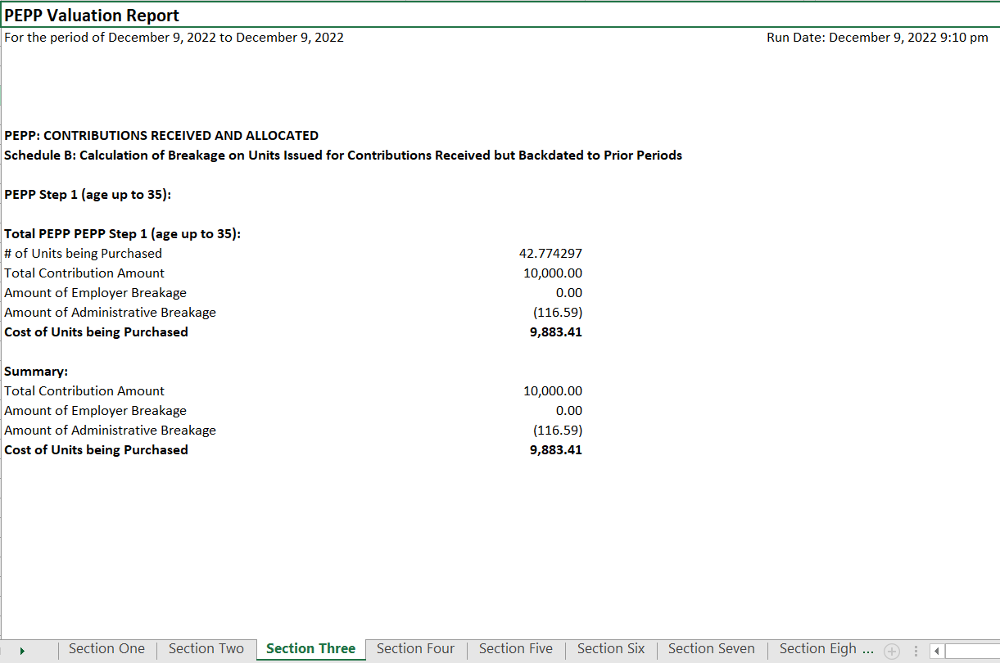 PEPP Valuation Report
For the period of December 9, 2022 to December 9, 2022 Run Date: December 9, 2022 9:10 pm
PEPP: CONTRIBUTIONS RECEIVED AND ALLOCATED
Schedule B: Calculation of Breakage on Units Issued for Contributions Received but Backdated to Prior Periods
PEPP Step 1 (age up to 35):
Total PEPP PEPP Step 1 (age up to 35):
# of Units being Purchased 42.774297
Total Contribution Amount 10,000.00
Amount of Employer Breakage 0.00
Amount of Administrative Breakage (116.59)
Cost of Units being Purchased 9,883.41
Summary:
Total Contribution Amount 10,000.00
Amount of Employer Breakage 0.00
Amount of Administrative Breakage (116.59)
Cost of Units being Purchased 9,883.41
Section One Section Two Section Three Section Four Section Five Section Six Section Seven Section Eigh ...